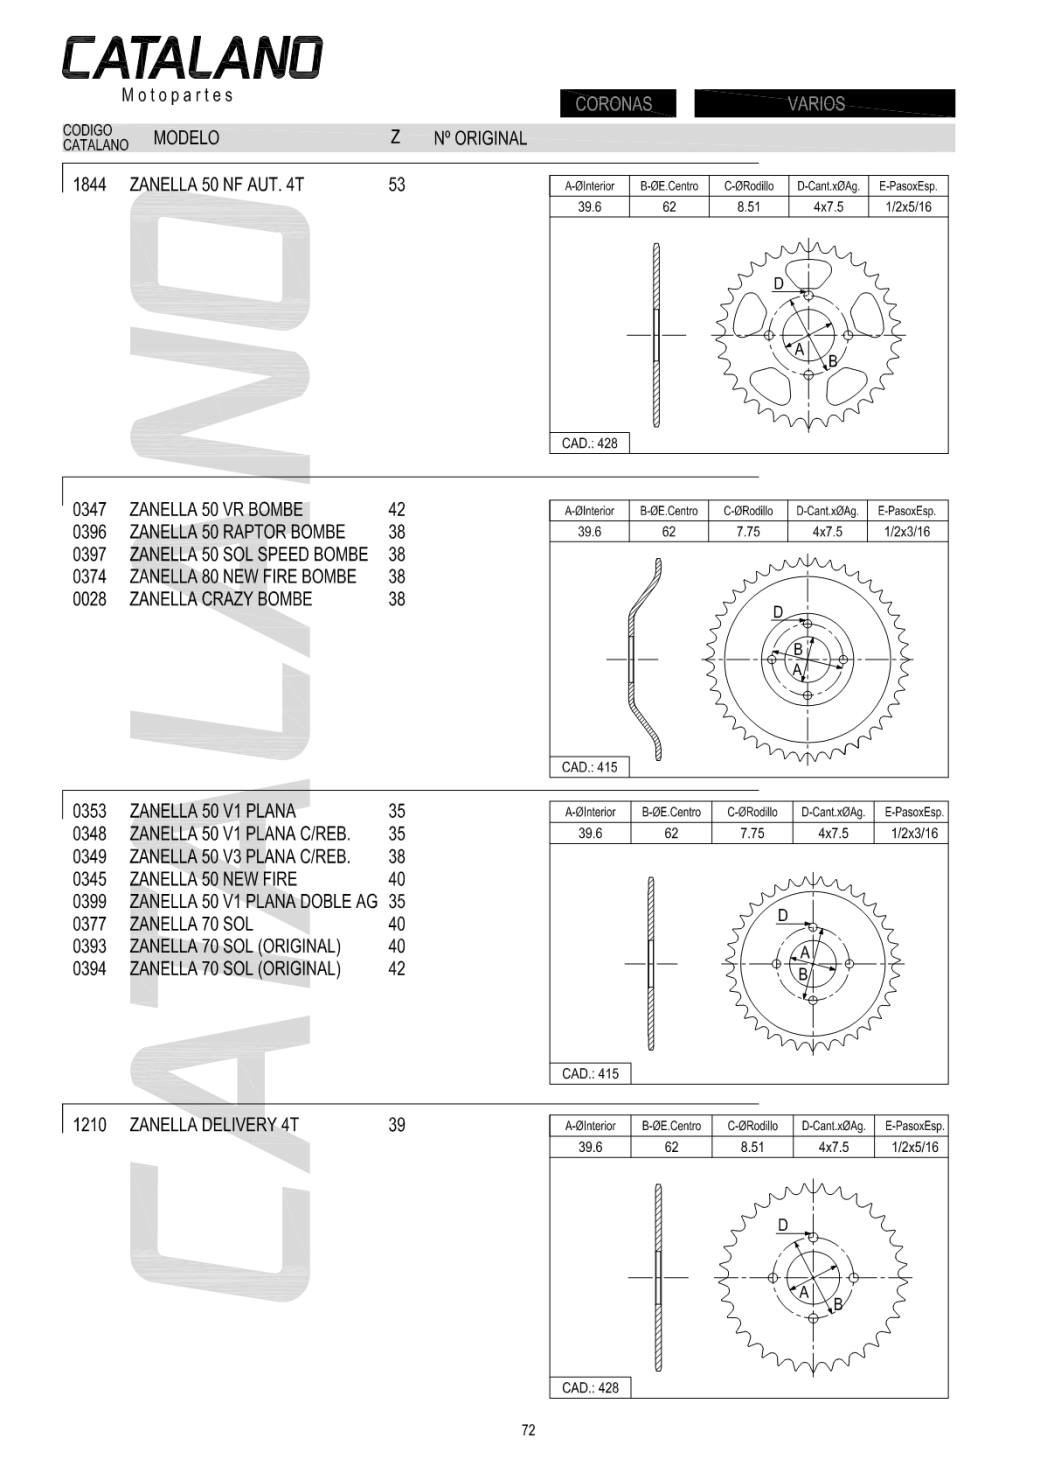 CATALANO
Motopartes
CORONAS VARIOS
CODIGO CATALANO MODELO Z Nº ORIGINAL
1844 ZANELLA 50 NF AUT. 4T 53
A-ØInterior B-ØE.Centro C-ØRodillo D-Cant.xØAg. E-PasoxEsp.
39.6 62 8.51 4x7.5 1/2x5/16
D
A
B
CAD.: 428
0347 ZANELLA 50 VR BOMBE 42
0396 ZANELLA 50 RAPTOR BOMBE 38
0397 ZANELLA 50 SOL SPEED BOMBE 38
0374 ZANELLA 80 NEW FIRE BOMBE 38
0028 ZANELLA CRAZY BOMBE 38
A-ØInterior B-ØE.Centro C-ØRodillo D-Cant.xØAg. E-PasoxEsp.
39.6 62 7.75 4x7.5 1/2x3/16
D
B
A
CAD.: 415
0353 ZANELLA 50 V1 PLANA 35
0348 ZANELLA 50 V1 PLANA C/REB. 35
0349 ZANELLA 50 V3 PLANA C/REB. 38
0345 ZANELLA 50 NEW FIRE 40
0399 ZANELLA 50 V1 PLANA DOBLE AG 35
0377 ZANELLA 70 SOL 40
0393 ZANELLA 70 SOL (ORIGINAL) 40
0394 ZANELLA 70 SOL (ORIGINAL) 42
A-ØInterior B-ØE.Centro C-ØRodillo D-Cant.xØAg. E-PasoxEsp.
39.6 62 7.75 4x7.5 1/2x3/16
D
A
B
CAD.: 415
1210 ZANELLA DELIVERY 4T 39
A-ØInterior B-ØE.Centro C-ØRodillo D-Cant.xØAg. E-PasoxEsp.
39.6 62 8.51 4x7.5 1/2x5/16
D
A
B
CAD.: 428
CATALANO
72